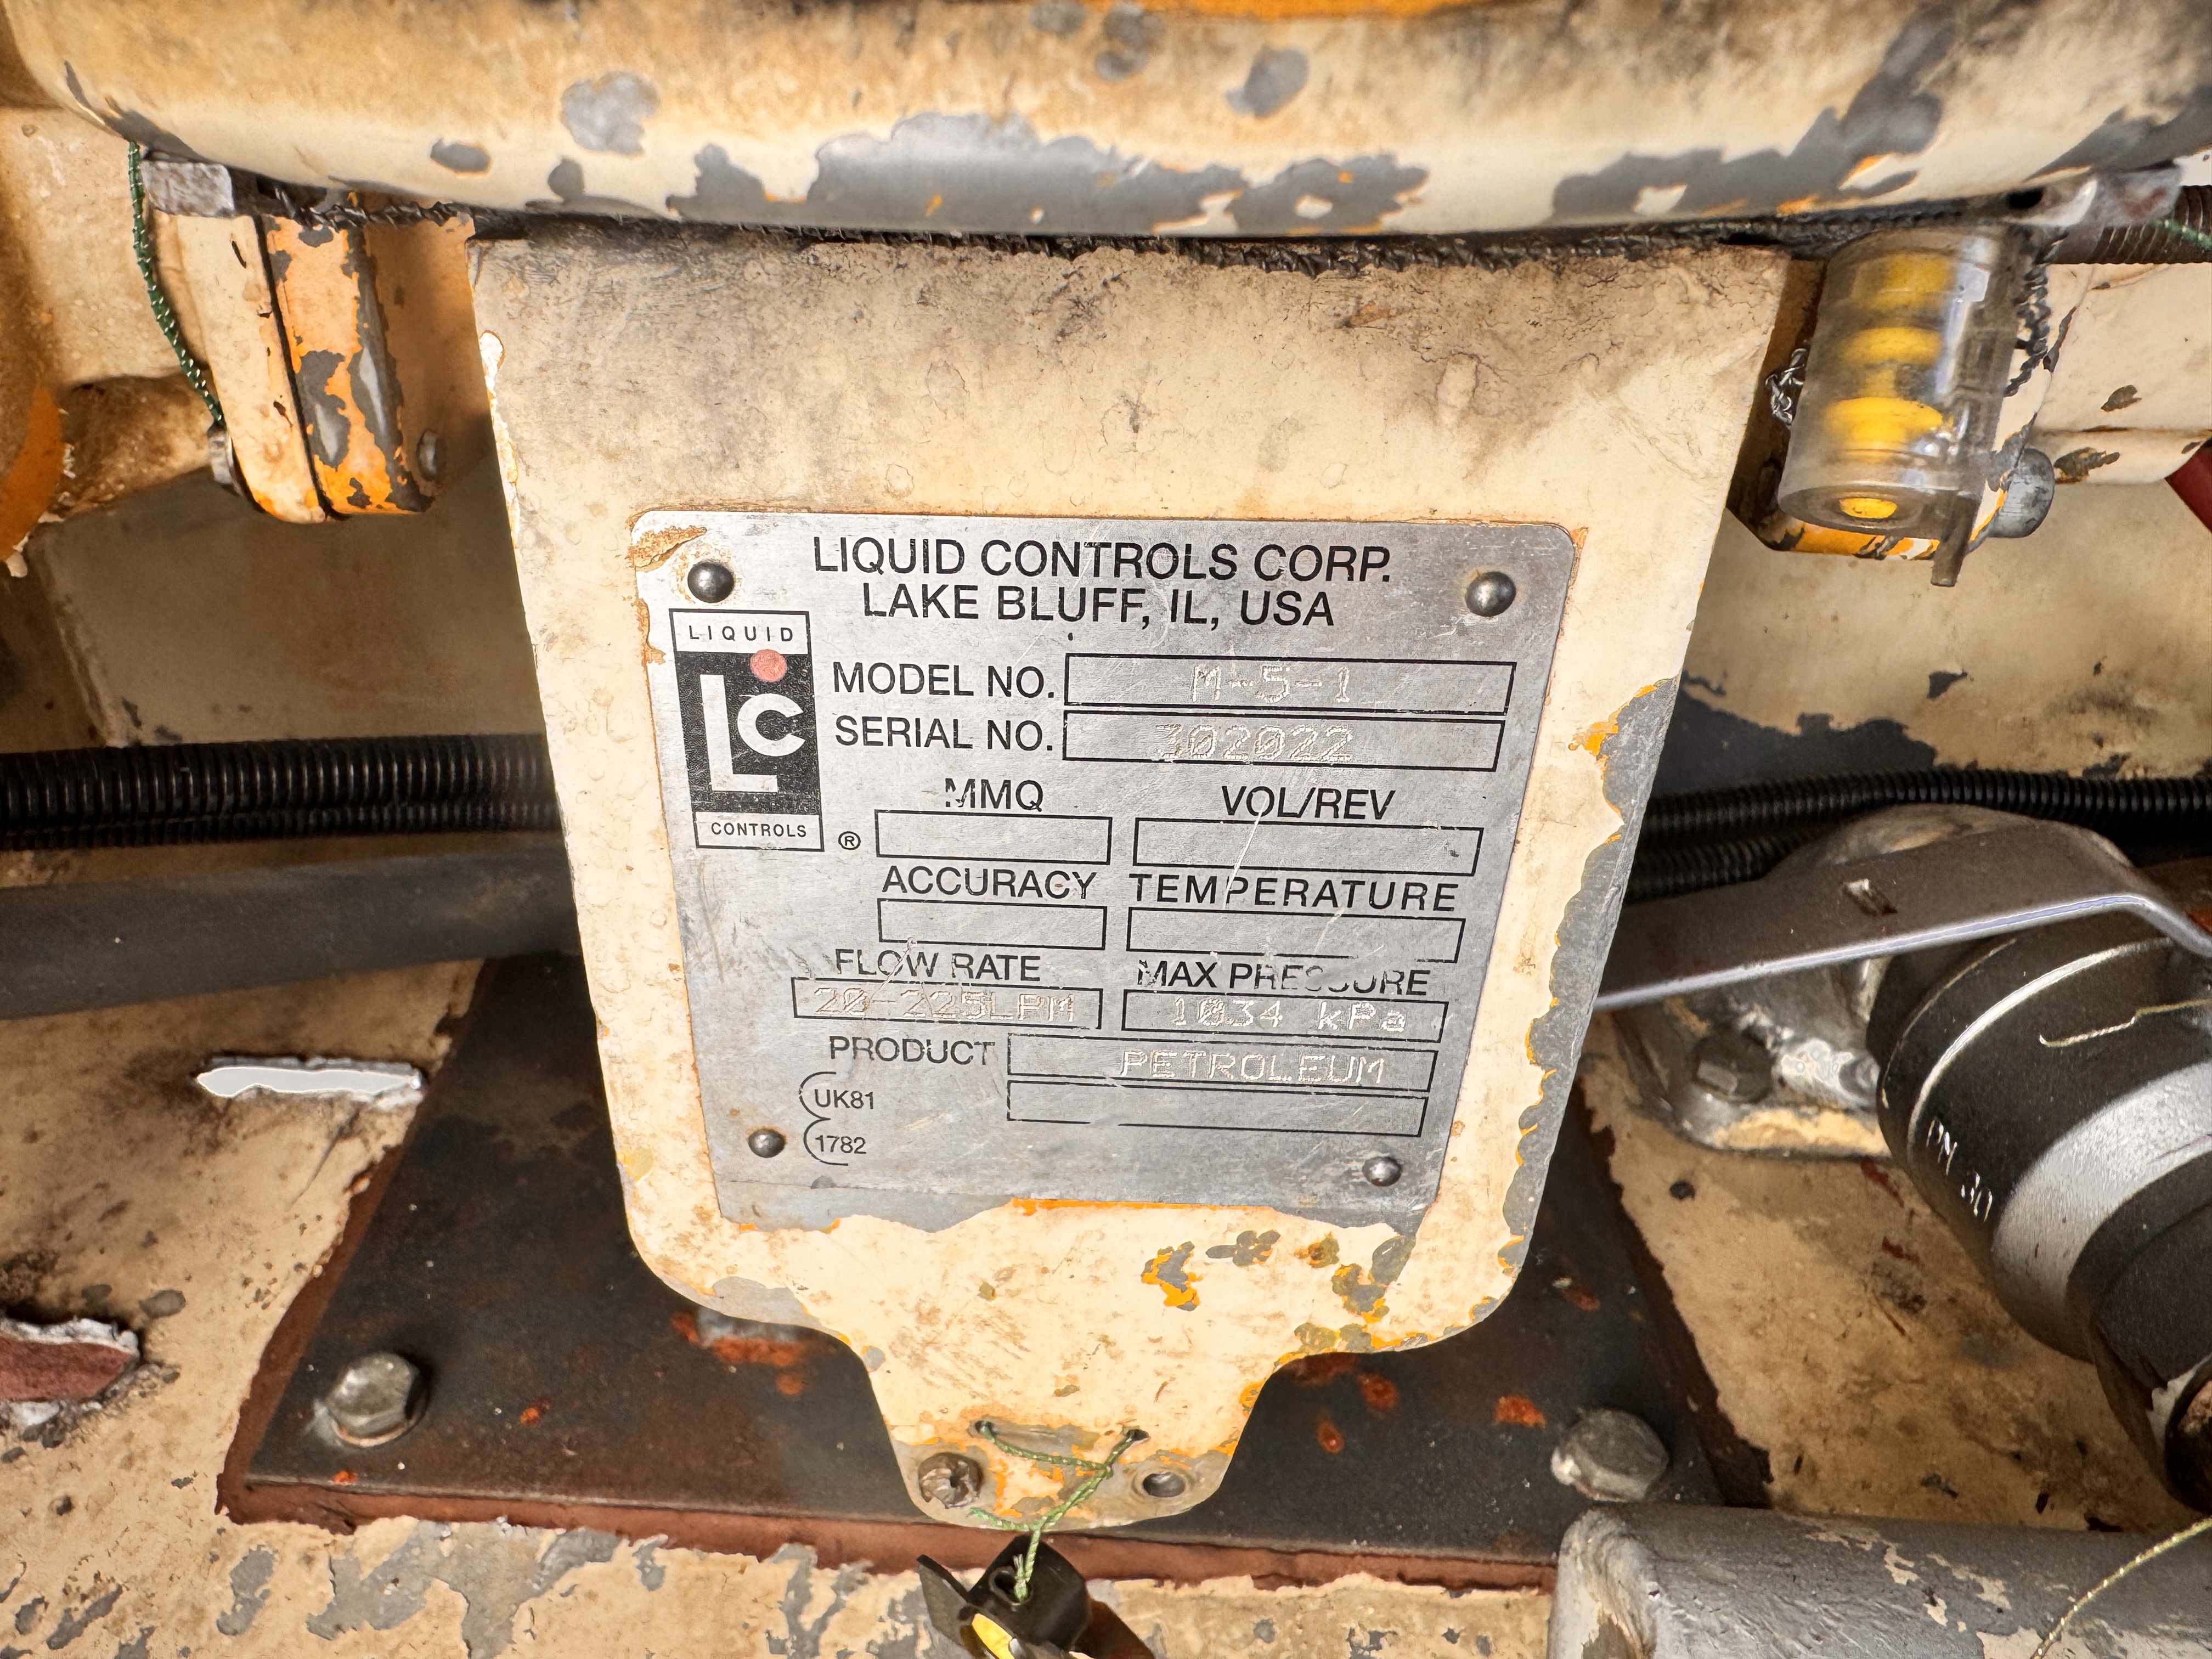 LIQUID CONTROLS CORP.
LAKE BLUFF, IL, USA
LIQUID
LC
CONTROLS
®
MODEL NO. M-5-1
SERIAL NO. 302022
MMQ VOL/REV
ACCURACY TEMPERATURE
FLOW RATE MAX PRESSURE
20-225LPM 1034 kPa
PRODUCT PETROLEUM
UK81
1782
PN 30